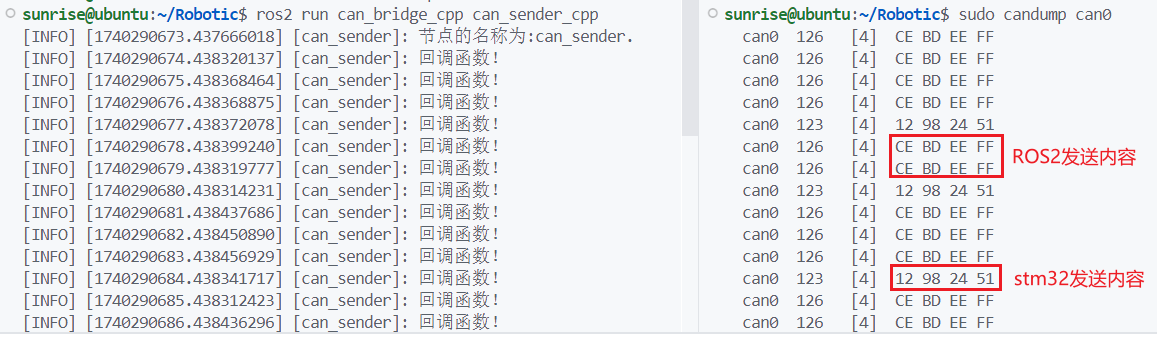 sunrise@ubuntu:~/Robotic$ ros2 run can_bridge_cpp can_sender_cpp
[INFO] [1740290673.437666018] [can_sender]: 节点的名称为:can_sender.
[INFO] [1740290674.438320137] [can_sender]: 回调函数!
[INFO] [1740290675.438368464] [can_sender]: 回调函数!
[INFO] [1740290676.438368875] [can_sender]: 回调函数!
[INFO] [1740290677.438372078] [can_sender]: 回调函数!
[INFO] [1740290678.438399240] [can_sender]: 回调函数!
[INFO] [1740290679.438319777] [can_sender]: 回调函数!
[INFO] [1740290680.438314231] [can_sender]: 回调函数!
[INFO] [1740290681.438437686] [can_sender]: 回调函数!
[INFO] [1740290682.438450890] [can_sender]: 回调函数!
[INFO] [1740290683.438456929] [can_sender]: 回调函数!
[INFO] [1740290684.438341717] [can_sender]: 回调函数!
[INFO] [1740290685.438312423] [can_sender]: 回调函数!
[INFO] [1740290686.438436296] [can_sender]: 回调函数!
sunrise@ubuntu:~/Robotic$ sudo candump can0
can0 126 [4] CE BD EE FF
can0 126 [4] CE BD EE FF
can0 126 [4] CE BD EE FF
can0 126 [4] CE BD EE FF
can0 123 [4] 12 98 24 51
can0 126 [4] CE BD EE FF
can0 126 [4] CE BD EE FF
ROS2发送内容
can0 123 [4] 12 98 24 51
can0 126 [4] CE BD EE FF
can0 126 [4] CE BD EE FF
can0 126 [4] CE BD EE FF
can0 123 [4] 12 98 24 51
stm32发送内容
can0 126 [4] CE BD EE FF
can0 126 [4] CE BD EE FF